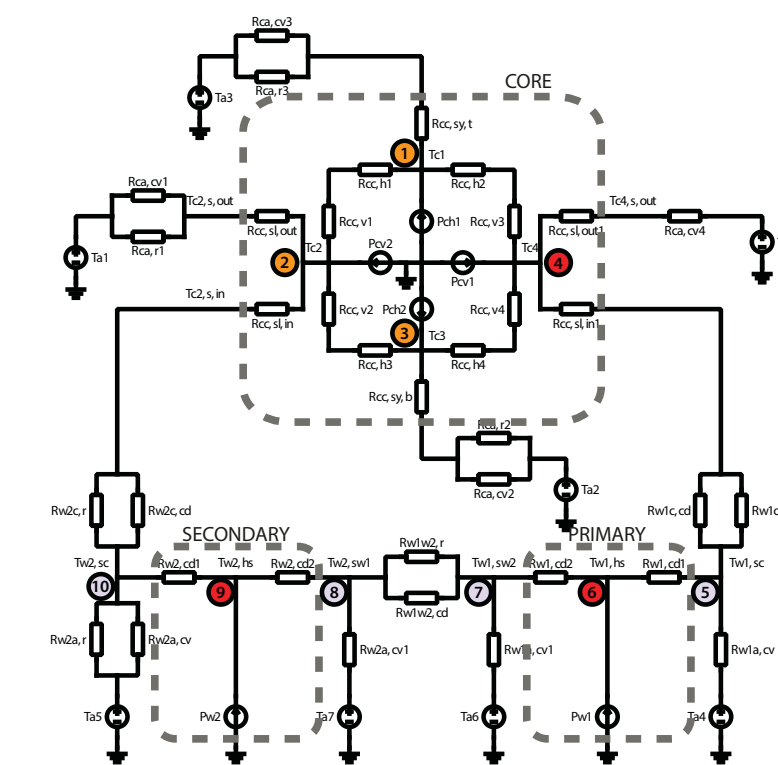 Rca, cv3
Ta3
Rca, r3
CORE
Rcc, sy, t
1
Tc1
Rca, cv1
Tc2, s, out
Rcc, h1
Rcc, h2
Tc4, s, out
Rcc, sl, out
Rcc, v1
Pch1
Rcc, v3
Rcc, sl, out1
Rca, cv4
Ta1
Rca, r1
2
Tc2
Pcv2
Pcv1
Tc4
4
Tc2, s, in
Rcc, sl, in
Rcc, v2
Pch2
Rcc, v4
Rcc, sl, in1
3
Tc3
Rcc, h3
Rcc, h4
Rcc, sy, b
Rca, r2
Rca, cv2
Ta2
Rw2c, r
Rw2c, cd
Rw1c, cd
Rw1c
SECONDARY
PRIMARY
Tw2, sc
Rw2, cd1
Tw2, hs
Rw2, cd2
Tw2, sw1
Rw1w2, r
Tw1, sw2
Rw1, cd2
Tw1, hs
Rw1, cd1
Tw1, sc
10
9
8
7
6
5
Rw1w2, cd
Rw2a, r
Rw2a, cv
Rw2a, cv1
Rw1a, cv1
Rw1a, cv
Ta5
Pw2
Ta7
Ta6
Pw1
Ta4